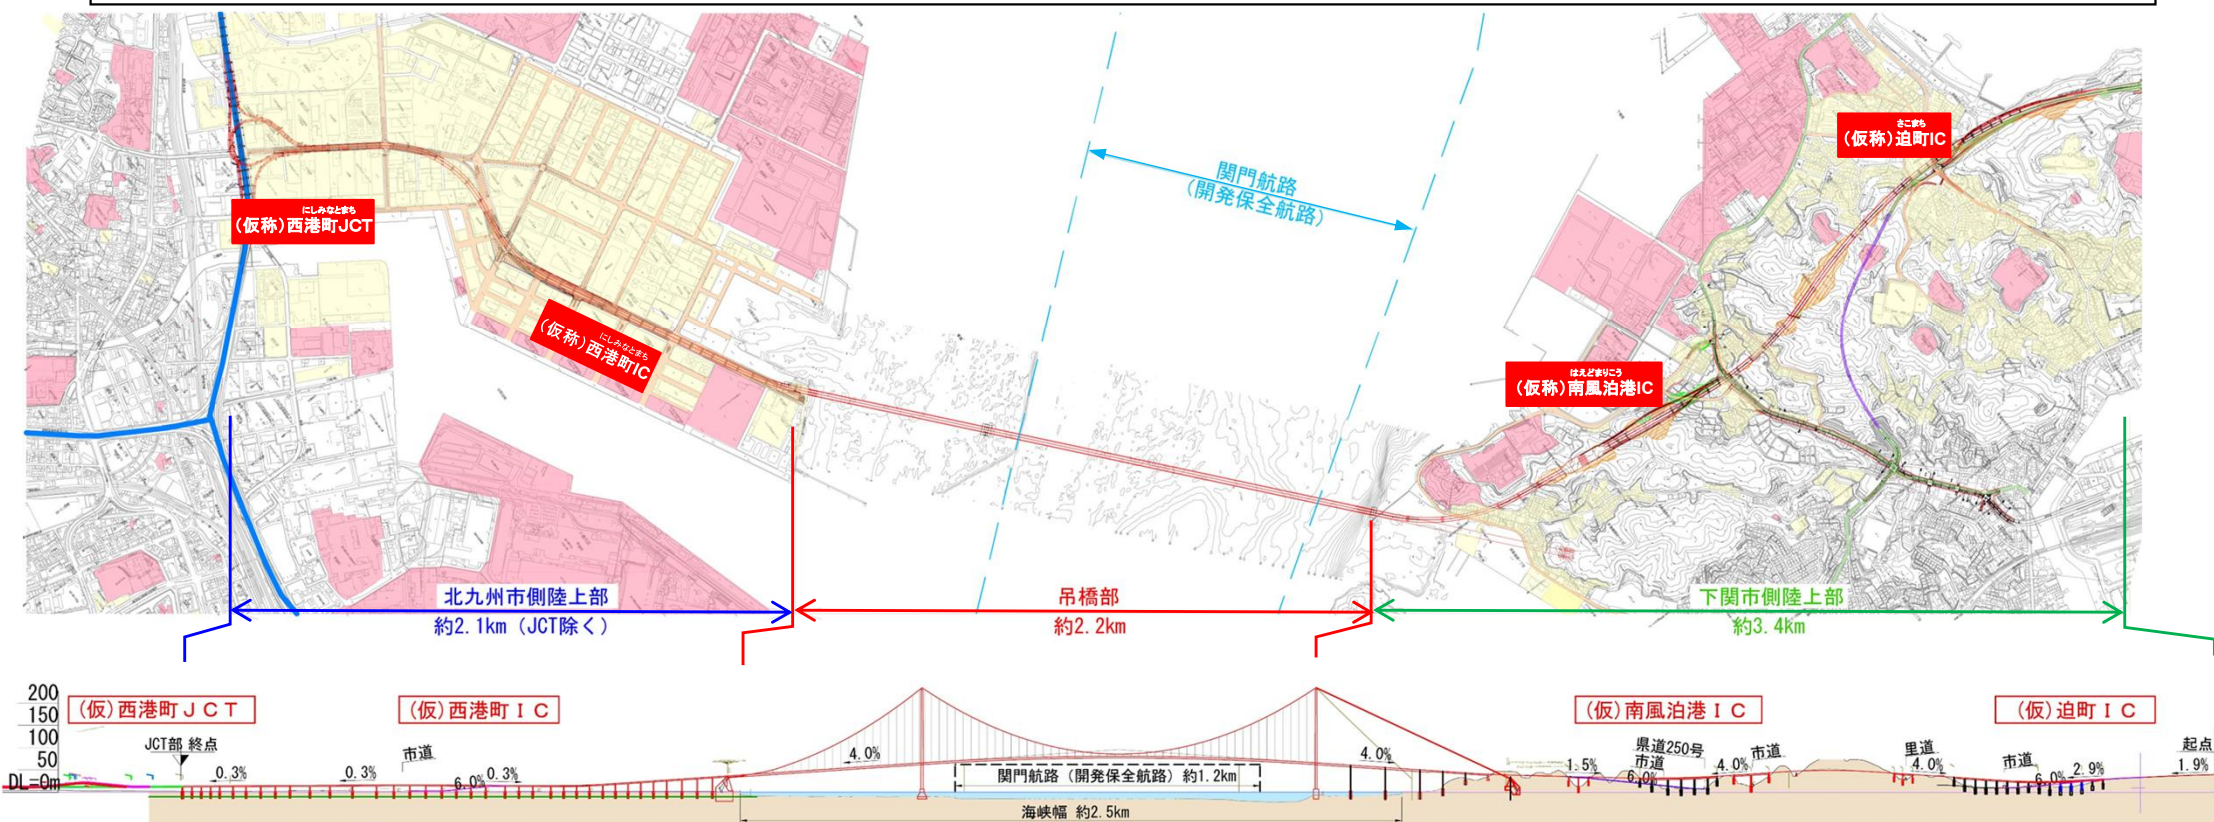 さこまち
(仮称)迫町IC
関門航路
(開発保全航路)
にしみなとまち
(仮称)西港町JCT
にしみなとまち
(仮称)西港町IC
はえどまりこう
(仮称)南風泊港IC
北九州市側陸上部
約2.1km(JCT除く)
吊橋部
約2.2km
下関市側陸上部
約3.4km
200
150
100
50
DL=0m
(仮)西港町JCT
(仮)西港町IC
(仮)南風泊港IC
(仮)迫町IC
JCT部 終点
市道
0.3%
0.3%
6.0%
0.3%
4.0%
4.0%
関門航路(開発保全航路)約1.2km
海峡幅 約2.5km
1.5%
県道250号
市道
6.0%
市道
4.0%
里道
4.0%
市道
6.0%
2.9%
起点
1.9%